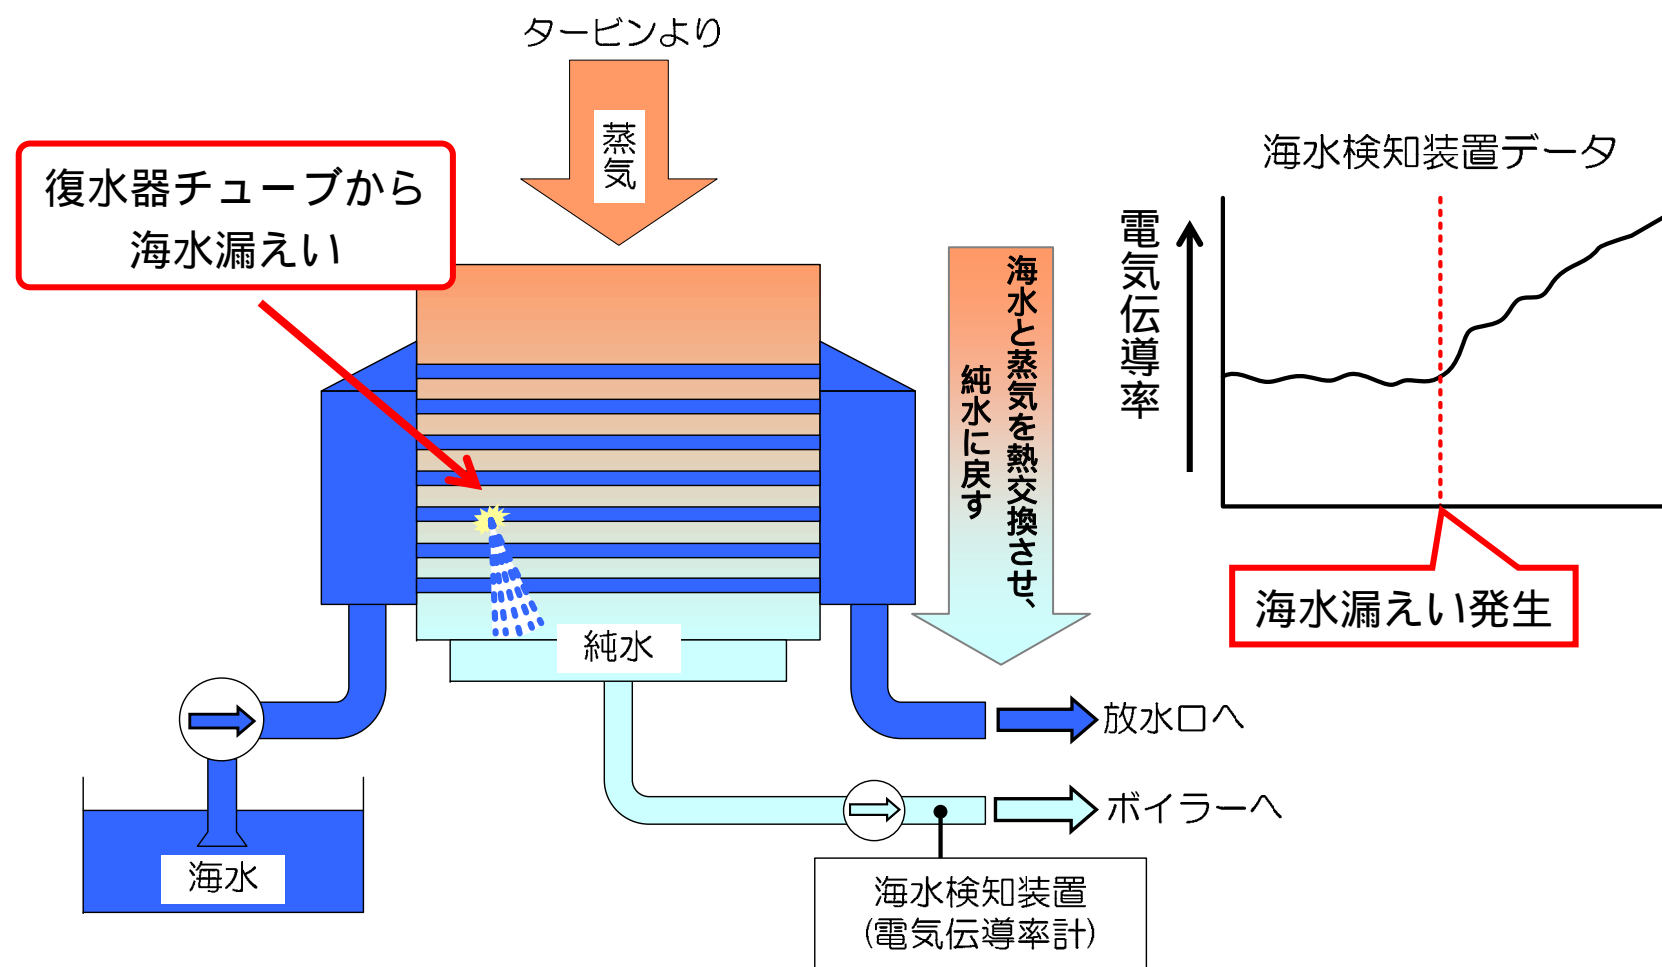 タービンより
蒸気
復水器チューブから
海水漏えい
海水と蒸気を熱交換させ、
純水に戻す
純水
海水
放水口へ
ボイラーへ
海水検知装置
(電気伝導率計)
海水検知装置データ
電気伝導率
海水漏えい発生